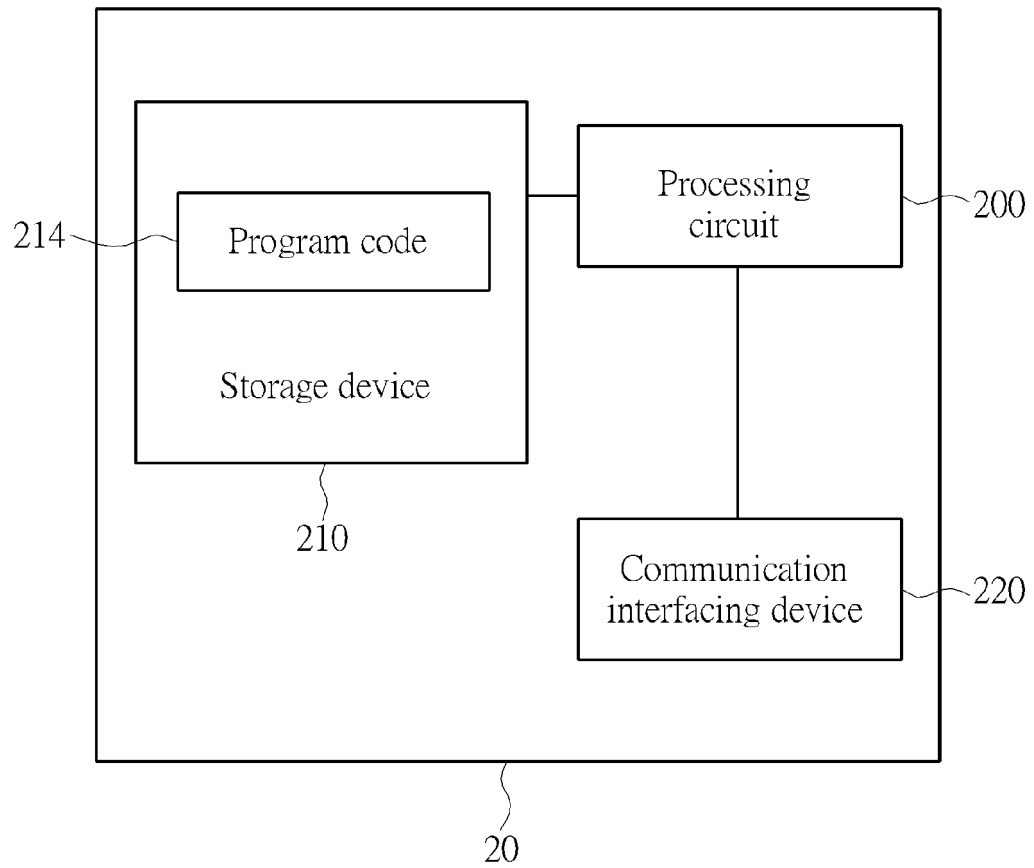 Processing
circuit
200
214
Program code
Storage device
210
Communication
interfacing device
220
20